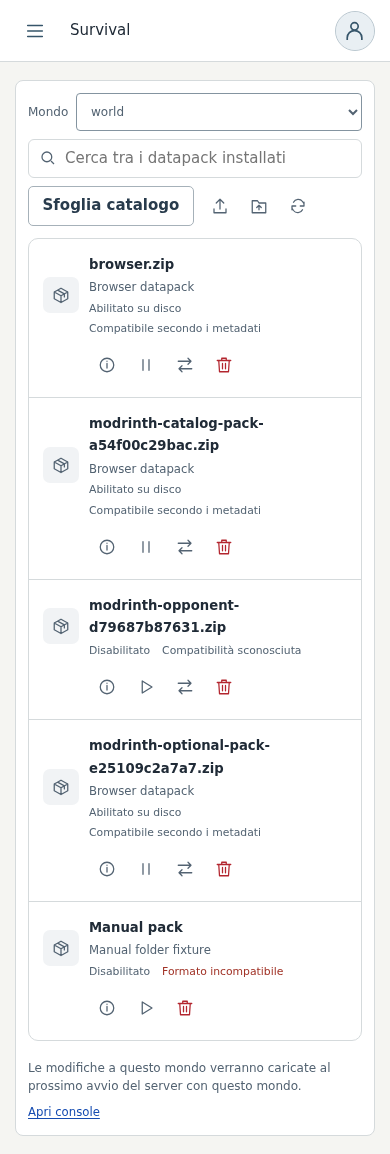 Survival
Mondo
world
Cerca tra i datapack installati
Sfoglia catalogo
browser.zip
Browser datapack
Abilitato su disco
Compatibile secondo i metadati
modrinth-catalog-pack-
a54f00c29bac.zip
Browser datapack
Abilitato su disco
Compatibile secondo i metadati
modrinth-opponent-
d79687b87631.zip
Disabilitato Compatibilità sconosciuta
modrinth-optional-pack-
e25109c2a7a7.zip
Browser datapack
Abilitato su disco
Compatibile secondo i metadati
Manual pack
Manual folder fixture
Disabilitato Formato incompatibile
Le modifiche a questo mondo verranno caricate al
prossimo avvio del server con questo mondo.
Apri console